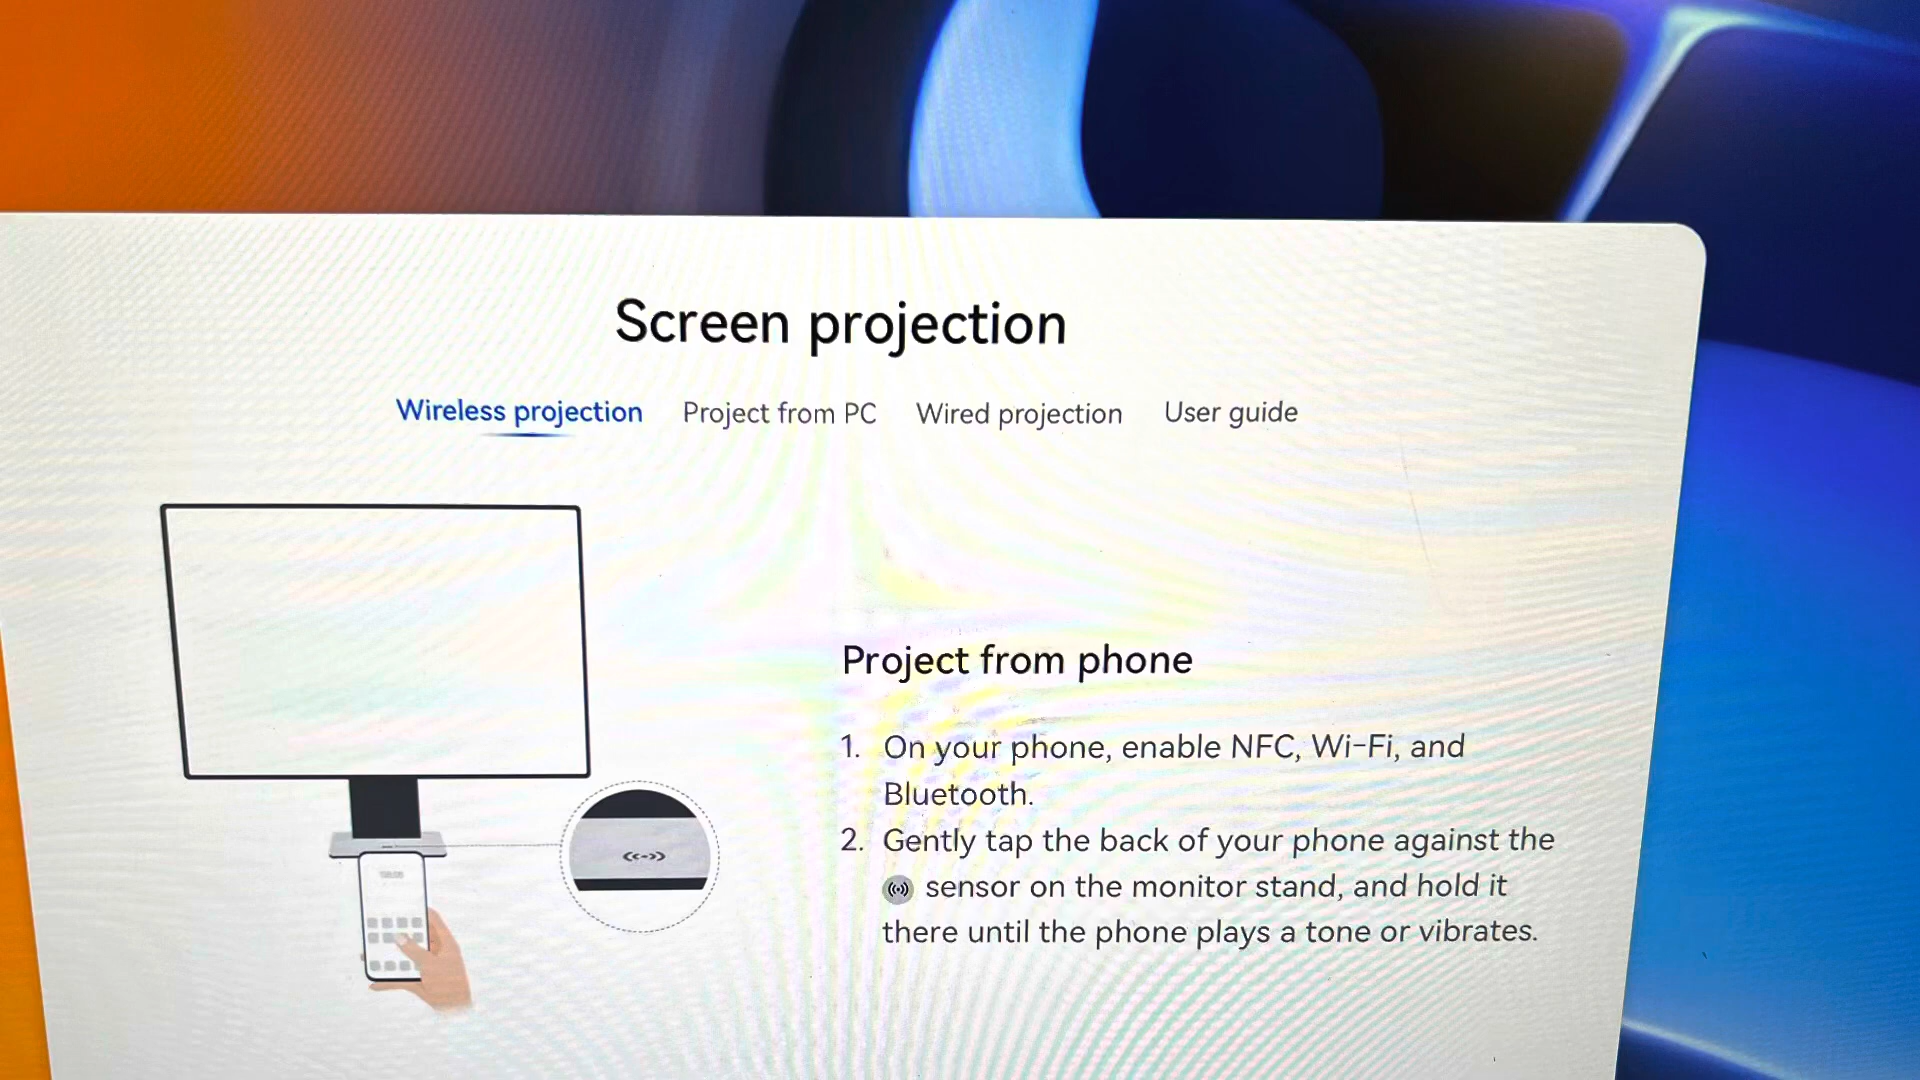 Screen projection
Wireless projection Project from PC Wired projection User guide
Project from phone
1. On your phone, enable NFC, Wi-Fi, and
Bluetooth.
2. Gently tap the back of your phone against the
sensor on the monitor stand, and hold it
there until the phone plays a tone or vibrates.